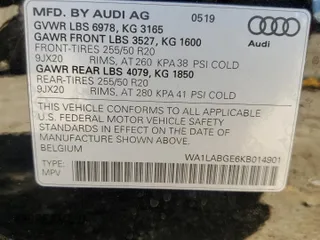 MFD. BY AUDI AG 0519
GVWR LBS 6978, KG 3165
GAWR FRONT LBS 3527, KG 1600
Audi
FRONT-TIRES 255/50 R20
9JX20 RIMS, AT 260 KPA 38 PSI COLD
GAWR REAR LBS 4079, KG 1850
REAR-TIRES 255/50 R20
9JX20 RIMS, AT 280 KPA 41 PSI COLD
THIS VEHICLE CONFORMS TO ALL APPLICABLE
U.S. FEDERAL MOTOR VEHICLE SAFETY
STANDARDS IN EFFECT ON THE DATE OF
MANUFACTURE SHOWN ABOVE.
BELGIUM
TYPE: WA1LABGE6KB014901
MPV